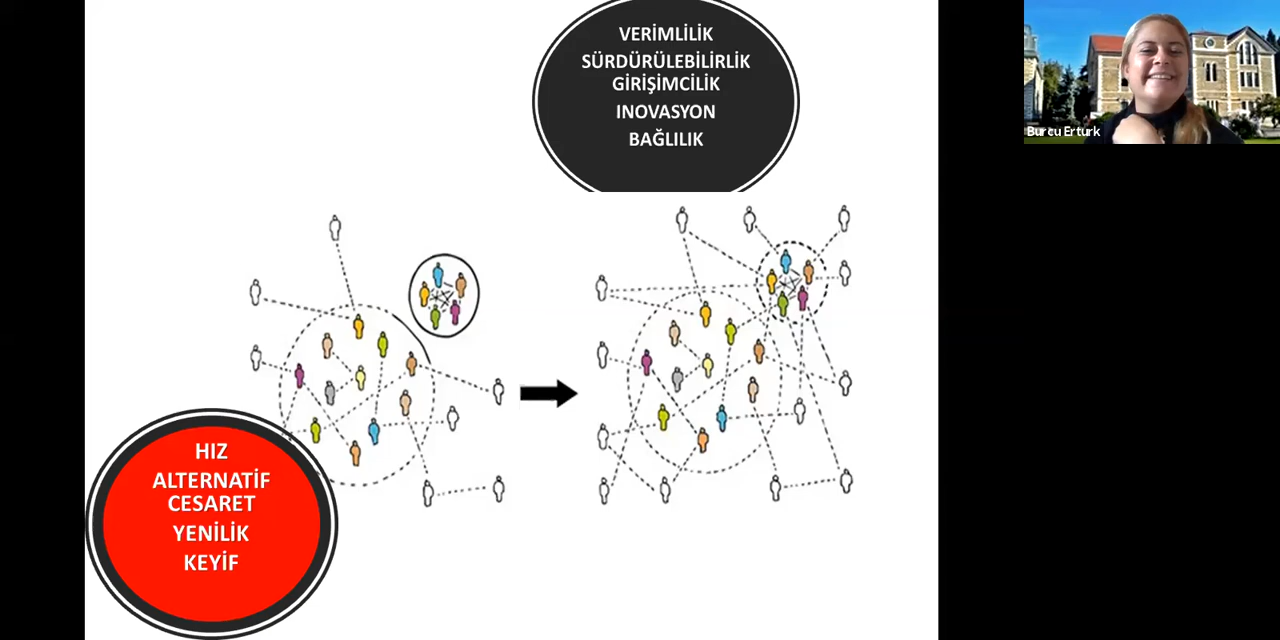 VERİMLİLİK
SÜRDÜRÜLEBİLİRLİK
GİRİŞİMCİLİK
INOVASYON
BAĞLILIK
Burcu Erturk
HIZ
ALTERNATİF
CESARET
YENİLİK
KEYİF